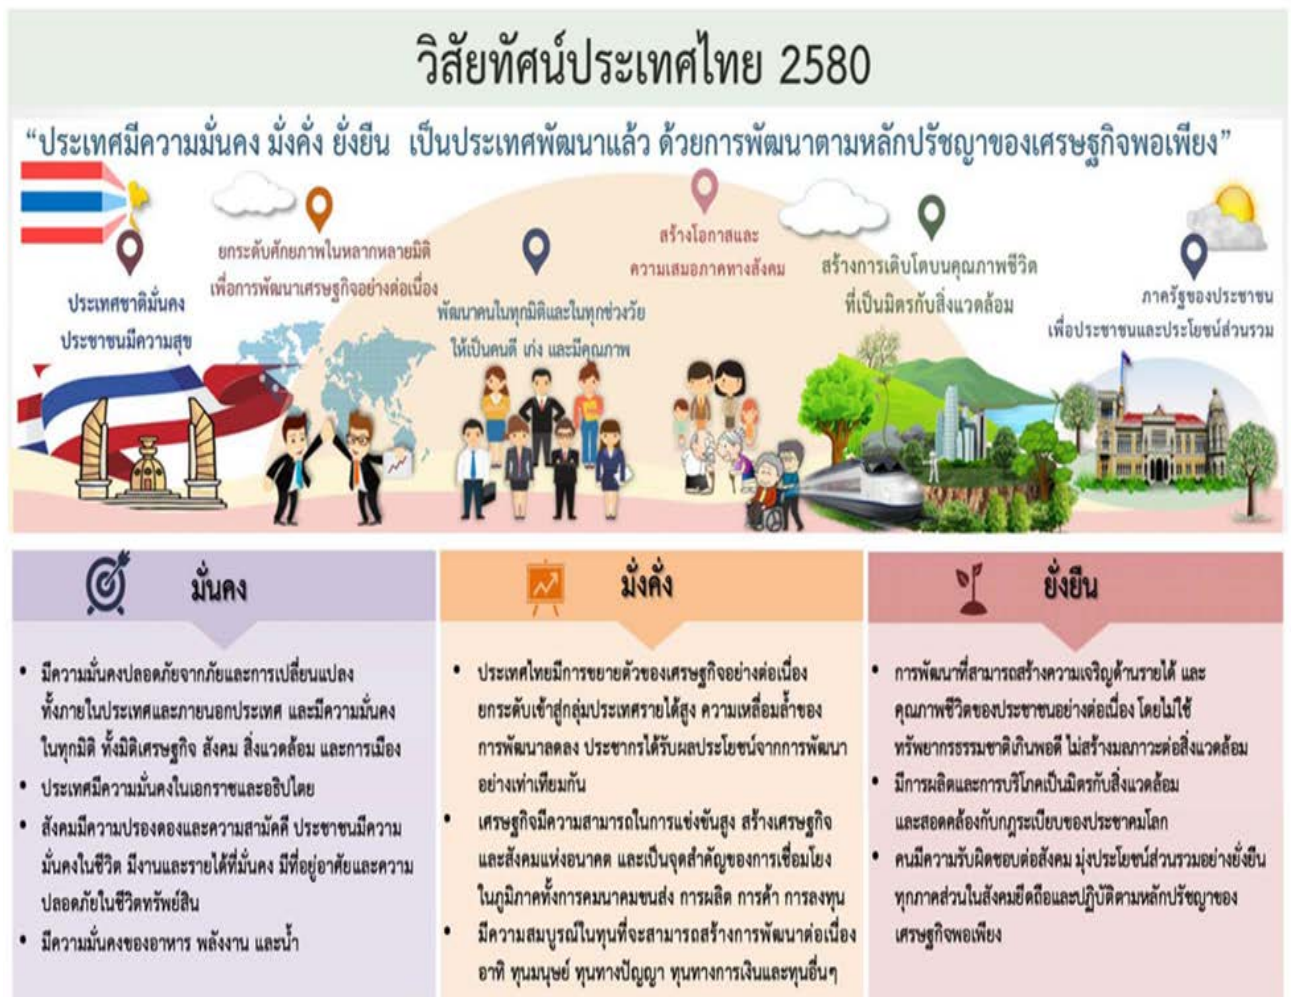 วิสัยทัศน์ประเทศไทย 2580
“ประเทศมีความมั่นคง มั่งคั่ง ยั่งยืน เป็นประเทศพัฒนาแล้ว ด้วยการพัฒนาตามหลักปรัชญาของเศรษฐกิจพอเพียง”
ประเทศชาติมั่นคง
ประชาชนมีความสุข
ยกระดับศักยภาพในหลากหลายมิติ
เพื่อการพัฒนาเศรษฐกิจอย่างต่อเนื่อง
พัฒนาคนในทุกมิติและในทุกช่วงวัย
ให้เป็นคนดี เก่ง และมีคุณภาพ
สร้างโอกาสและ
ความเสมอภาคทางสังคม
สร้างการเติบโตบนคุณภาพชีวิต
ที่เป็นมิตรกับสิ่งแวดล้อม
ภาครัฐของประชาชน
เพื่อประชาชนและประโยชน์ส่วนรวม
มั่นคง
• มีความมั่นคงปลอดภัยจากภัยและการเปลี่ยนแปลง
ทั้งภายในประเทศและภายนอกประเทศ และมีความมั่นคง
ในทุกมิติ ทั้งมิติเศรษฐกิจ สังคม สิ่งแวดล้อม และการเมือง
• ประเทศมีความมั่นคงในเอกราชและอธิปไตย
• สังคมมีความปรองดองและความสามัคคี ประชาชนมีความ
มั่นคงในชีวิต มีงานและรายได้ที่มั่นคง มีที่อยู่อาศัยและความ
ปลอดภัยในชีวิตทรัพย์สิน
• มีความมั่นคงของอาหาร พลังงาน และน้ำ
มั่งคั่ง
• ประเทศไทยมีการขยายตัวของเศรษฐกิจอย่างต่อเนื่อง
ยกระดับเข้าสู่กลุ่มประเทศรายได้สูง ความเหลื่อมล้ำของ
การพัฒนาลดลง ประชากรได้รับผลประโยชน์จากการพัฒนา
อย่างเท่าเทียมกัน
• เศรษฐกิจมีความสามารถในการแข่งขันสูง สร้างเศรษฐกิจ
และสังคมแห่งอนาคต และเป็นจุดสำคัญของการเชื่อมโยง
ในภูมิภาคทั้งการคมนาคมขนส่ง การผลิต การค้า การลงทุน
• มีความสมบูรณ์ในทุนที่จะสามารถสร้างการพัฒนาต่อเนื่อง
อาทิ ทุนมนุษย์ ทุนทางปัญญา ทุนทางการเงินและทุนอื่นๆ
ยั่งยืน
• การพัฒนาที่สามารถสร้างความเจริญด้านรายได้ และ
คุณภาพชีวิตของประชาชนอย่างต่อเนื่อง โดยไม่ใช้
ทรัพยากรธรรมชาติเกินพอดี ไม่สร้างมลภาวะต่อสิ่งแวดล้อม
• มีการผลิตและการบริโภคเป็นมิตรกับสิ่งแวดล้อม
และสอดคล้องกับกฎระเบียบของประชาคมโลก
• คนมีความรับผิดชอบต่อสังคม มุ่งประโยชน์ส่วนรวมอย่างยั่งยืน
ทุกภาคส่วนในสังคมยึดถือและปฏิบัติตามหลักปรัชญาของ
เศรษฐกิจพอเพียง